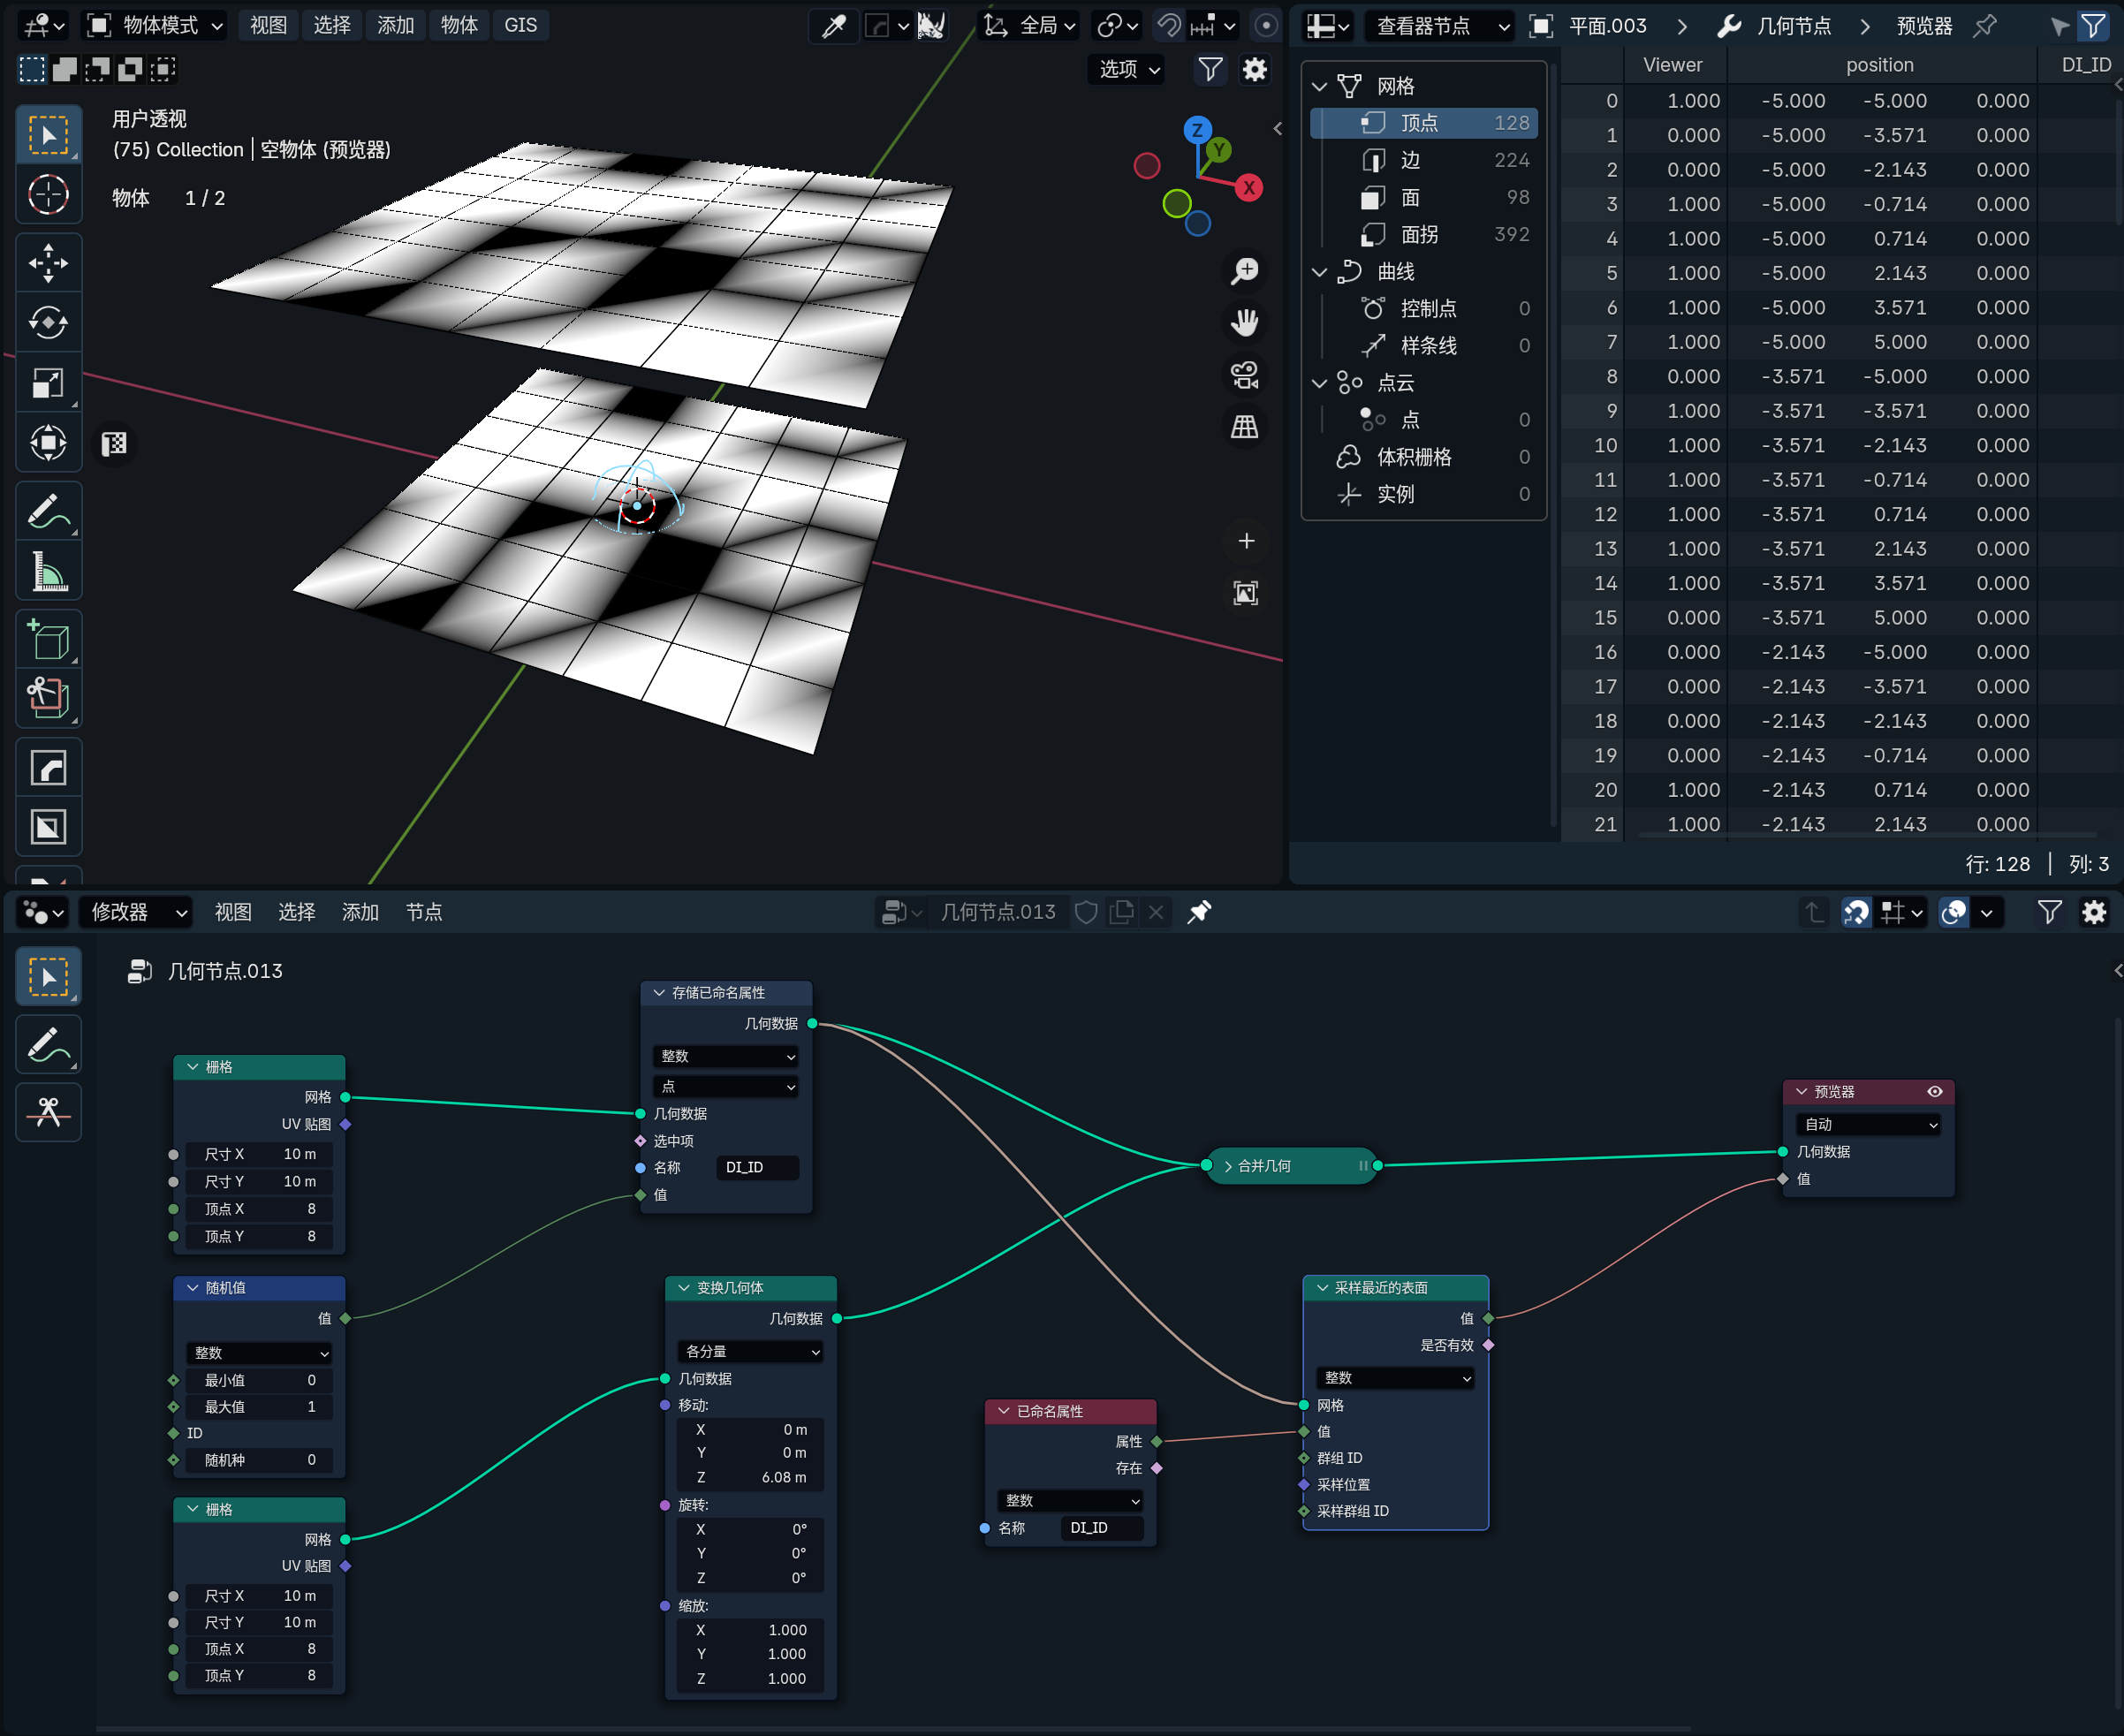 物体模式 视图 选择 添加 物体 GIS 全局
选项
用户透视
(75) Collection | 空物体 (预览器)
物体 1 / 2
Z
Y
X
查看器节点 平面.003 几何节点 预览器
网格
顶点 128
边 224
面 98
面拐 392
曲线
控制点 0
样条线 0
点云
点 0
体积栅格 0
实例 0
Viewer position DI_ID
0 1.000 -5.000 -5.000 0.000
1 0.000 -5.000 -3.571 0.000
2 0.000 -5.000 -2.143 0.000
3 1.000 -5.000 -0.714 0.000
4 1.000 -5.000 0.714 0.000
5 1.000 -5.000 2.143 0.000
6 1.000 -5.000 3.571 0.000
7 1.000 -5.000 5.000 0.000
8 0.000 -3.571 -5.000 0.000
9 1.000 -3.571 -3.571 0.000
10 1.000 -3.571 -2.143 0.000
11 1.000 -3.571 -0.714 0.000
12 1.000 -3.571 0.714 0.000
13 1.000 -3.571 2.143 0.000
14 1.000 -3.571 3.571 0.000
15 0.000 -3.571 5.000 0.000
16 0.000 -2.143 -5.000 0.000
17 0.000 -2.143 -3.571 0.000
18 0.000 -2.143 -2.143 0.000
19 0.000 -2.143 -0.714 0.000
20 1.000 -2.143 0.714 0.000
21 1.000 -2.143 2.143 0.000
行: 128 | 列: 3
修改器 视图 选择 添加 节点 几何节点.013
几何节点.013
栅格
网格
UV 贴图
尺寸 X 10 m
尺寸 Y 10 m
顶点 X 8
顶点 Y 8
随机值
值
整数
最小值 0
最大值 1
ID
随机种 0
栅格
网格
UV 贴图
尺寸 X 10 m
尺寸 Y 10 m
顶点 X 8
顶点 Y 8
存储已命名属性
几何数据
整数
点
几何数据
选中项
名称 DI_ID
值
变换几何体
几何数据
各分量
几何数据
移动:
X 0 m
Y 0 m
Z 6.08 m
旋转:
X 0°
Y 0°
Z 0°
缩放:
X 1.000
Y 1.000
Z 1.000
已命名属性
属性
存在
整数
名称 DI_ID
合并几何
采样最近的表面
值
是否有效
整数
网格
值
群组 ID
采样位置
采样群组 ID
预览器
自动
几何数据
值